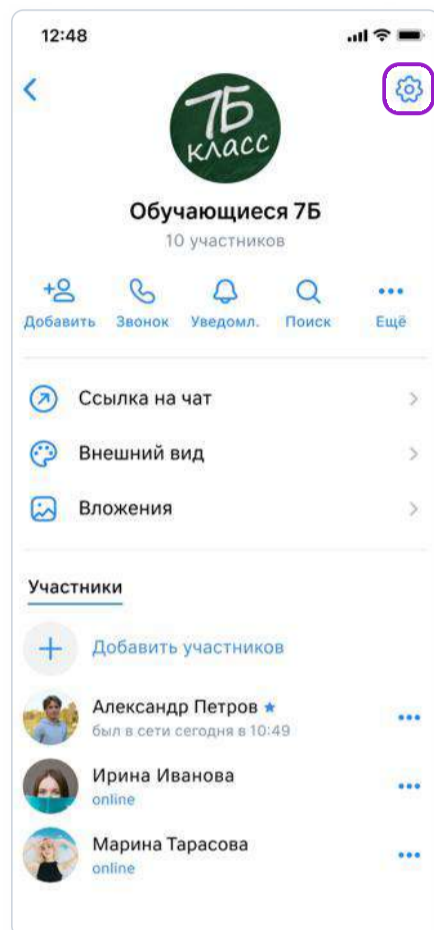 12:48
7Б
класс
Обучающиеся 7Б
10 участников
Добавить Звонок Уведомл. Поиск Ещё
Ссылка на чат
Внешний вид
Вложения
Участники
Добавить участников
Александр Петров
был в сети сегодня в 10:49
Ирина Иванова
online
Марина Тарасова
online